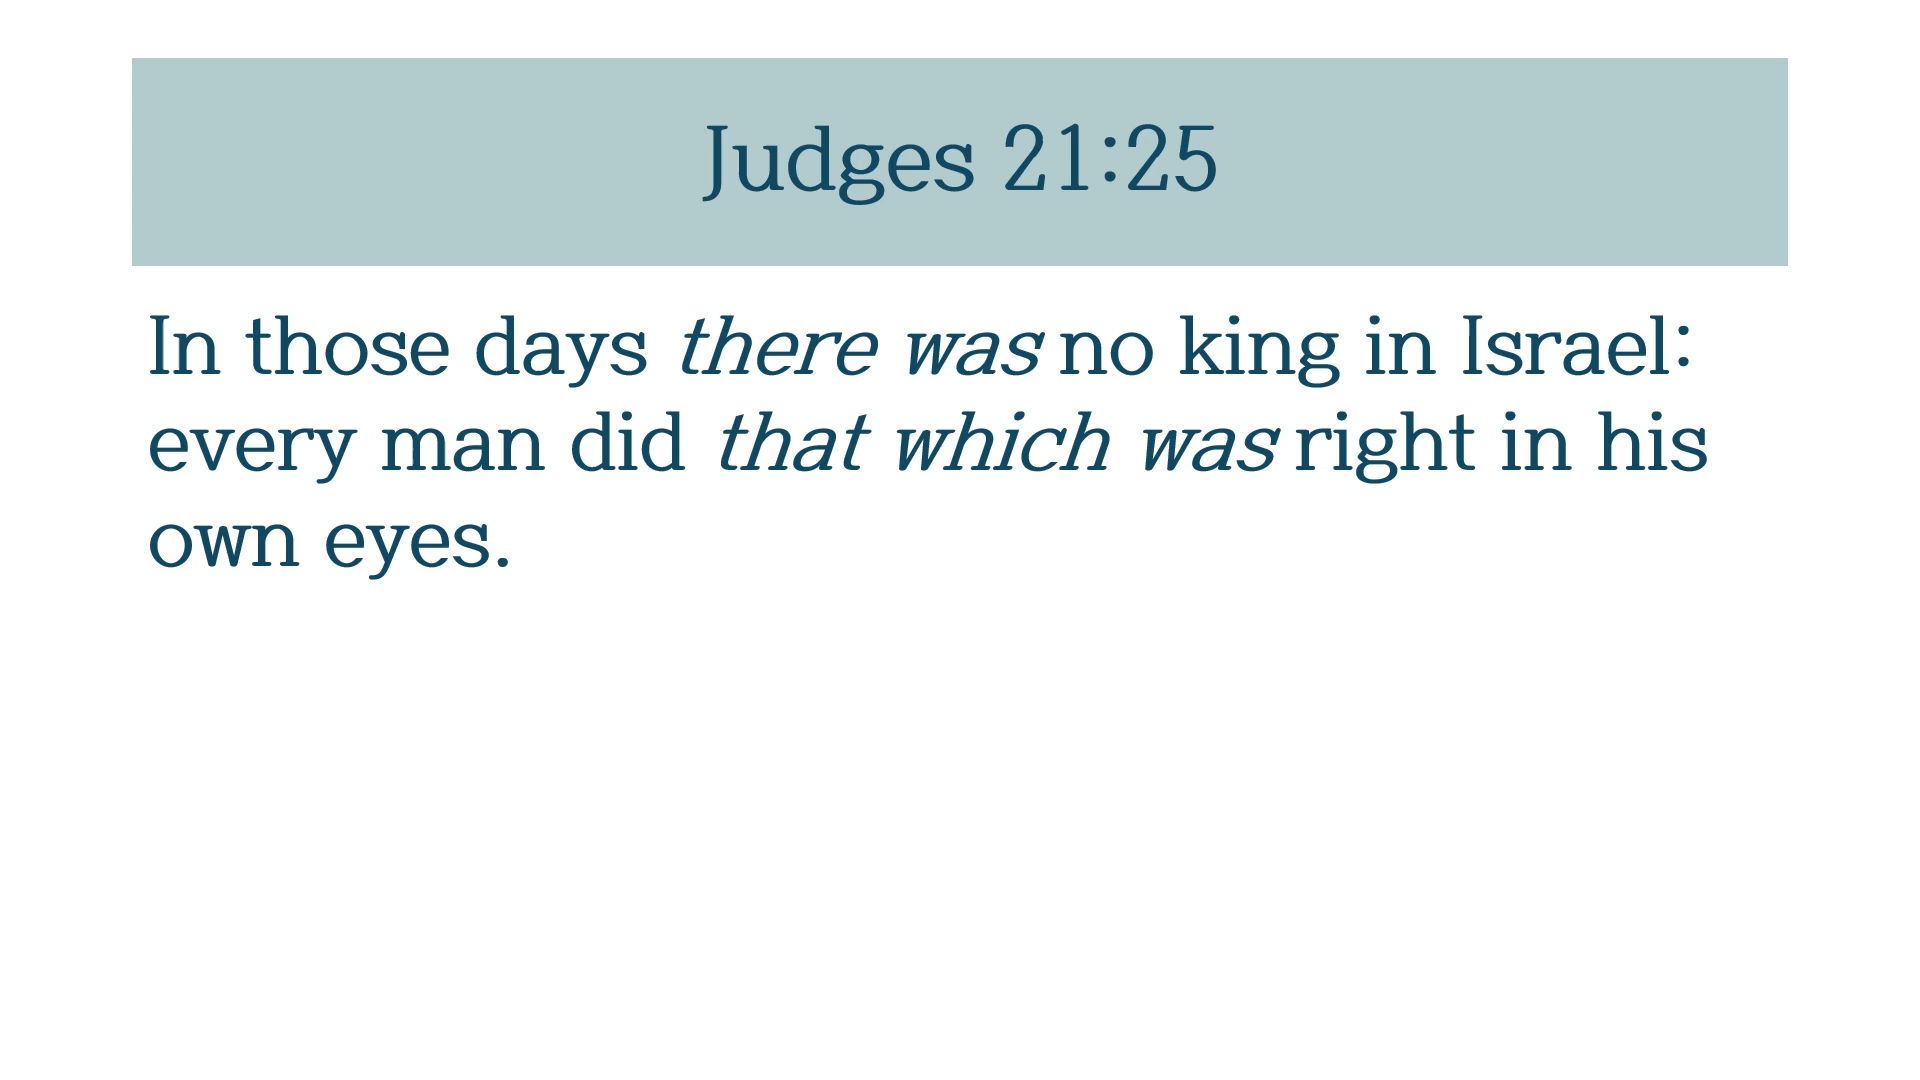 Judges 21:25
In those days there was no king in Israel:
every man did that which was right in his
own eyes.